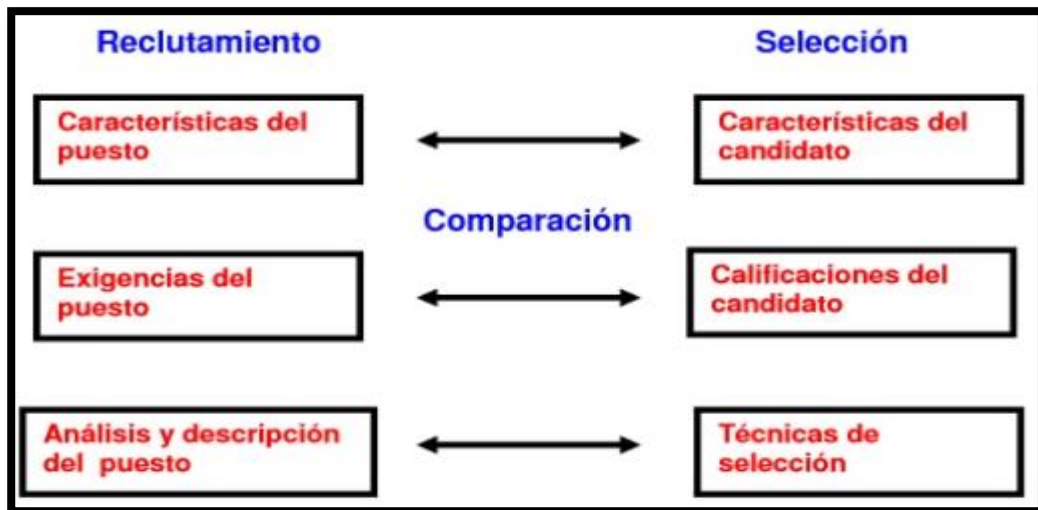 Reclutamiento
Selección
Características del
puesto
Características del
candidato
Comparación
Exigencias del
puesto
Calificaciones del
candidato
Análisis y descripción
del puesto
Técnicas de
selección